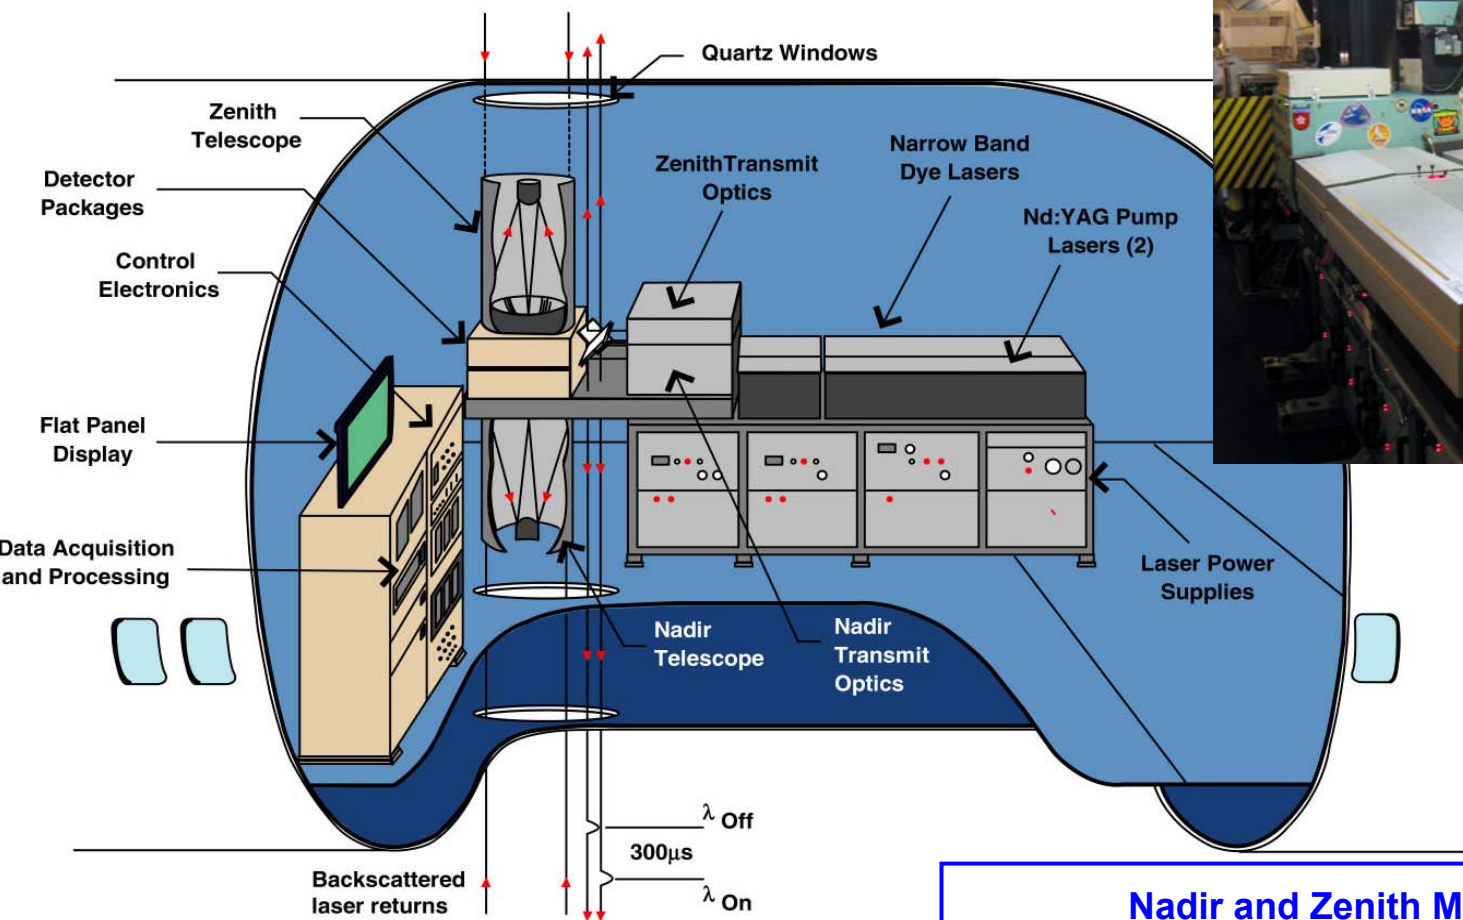 Quartz Windows
Zenith
Telescope
ZenithTransmit
Optics
Narrow Band
Dye Lasers
Detector
Packages
Nd:YAG Pump
Lasers (2)
Control
Electronics
Flat Panel
Display
Data Acquisition
and Processing
Laser Power
Supplies
Nadir
Telescope
Nadir
Transmit
Optics
λ Off
300μs
λ On
Backscattered
laser returns
Nadir and Zenith M